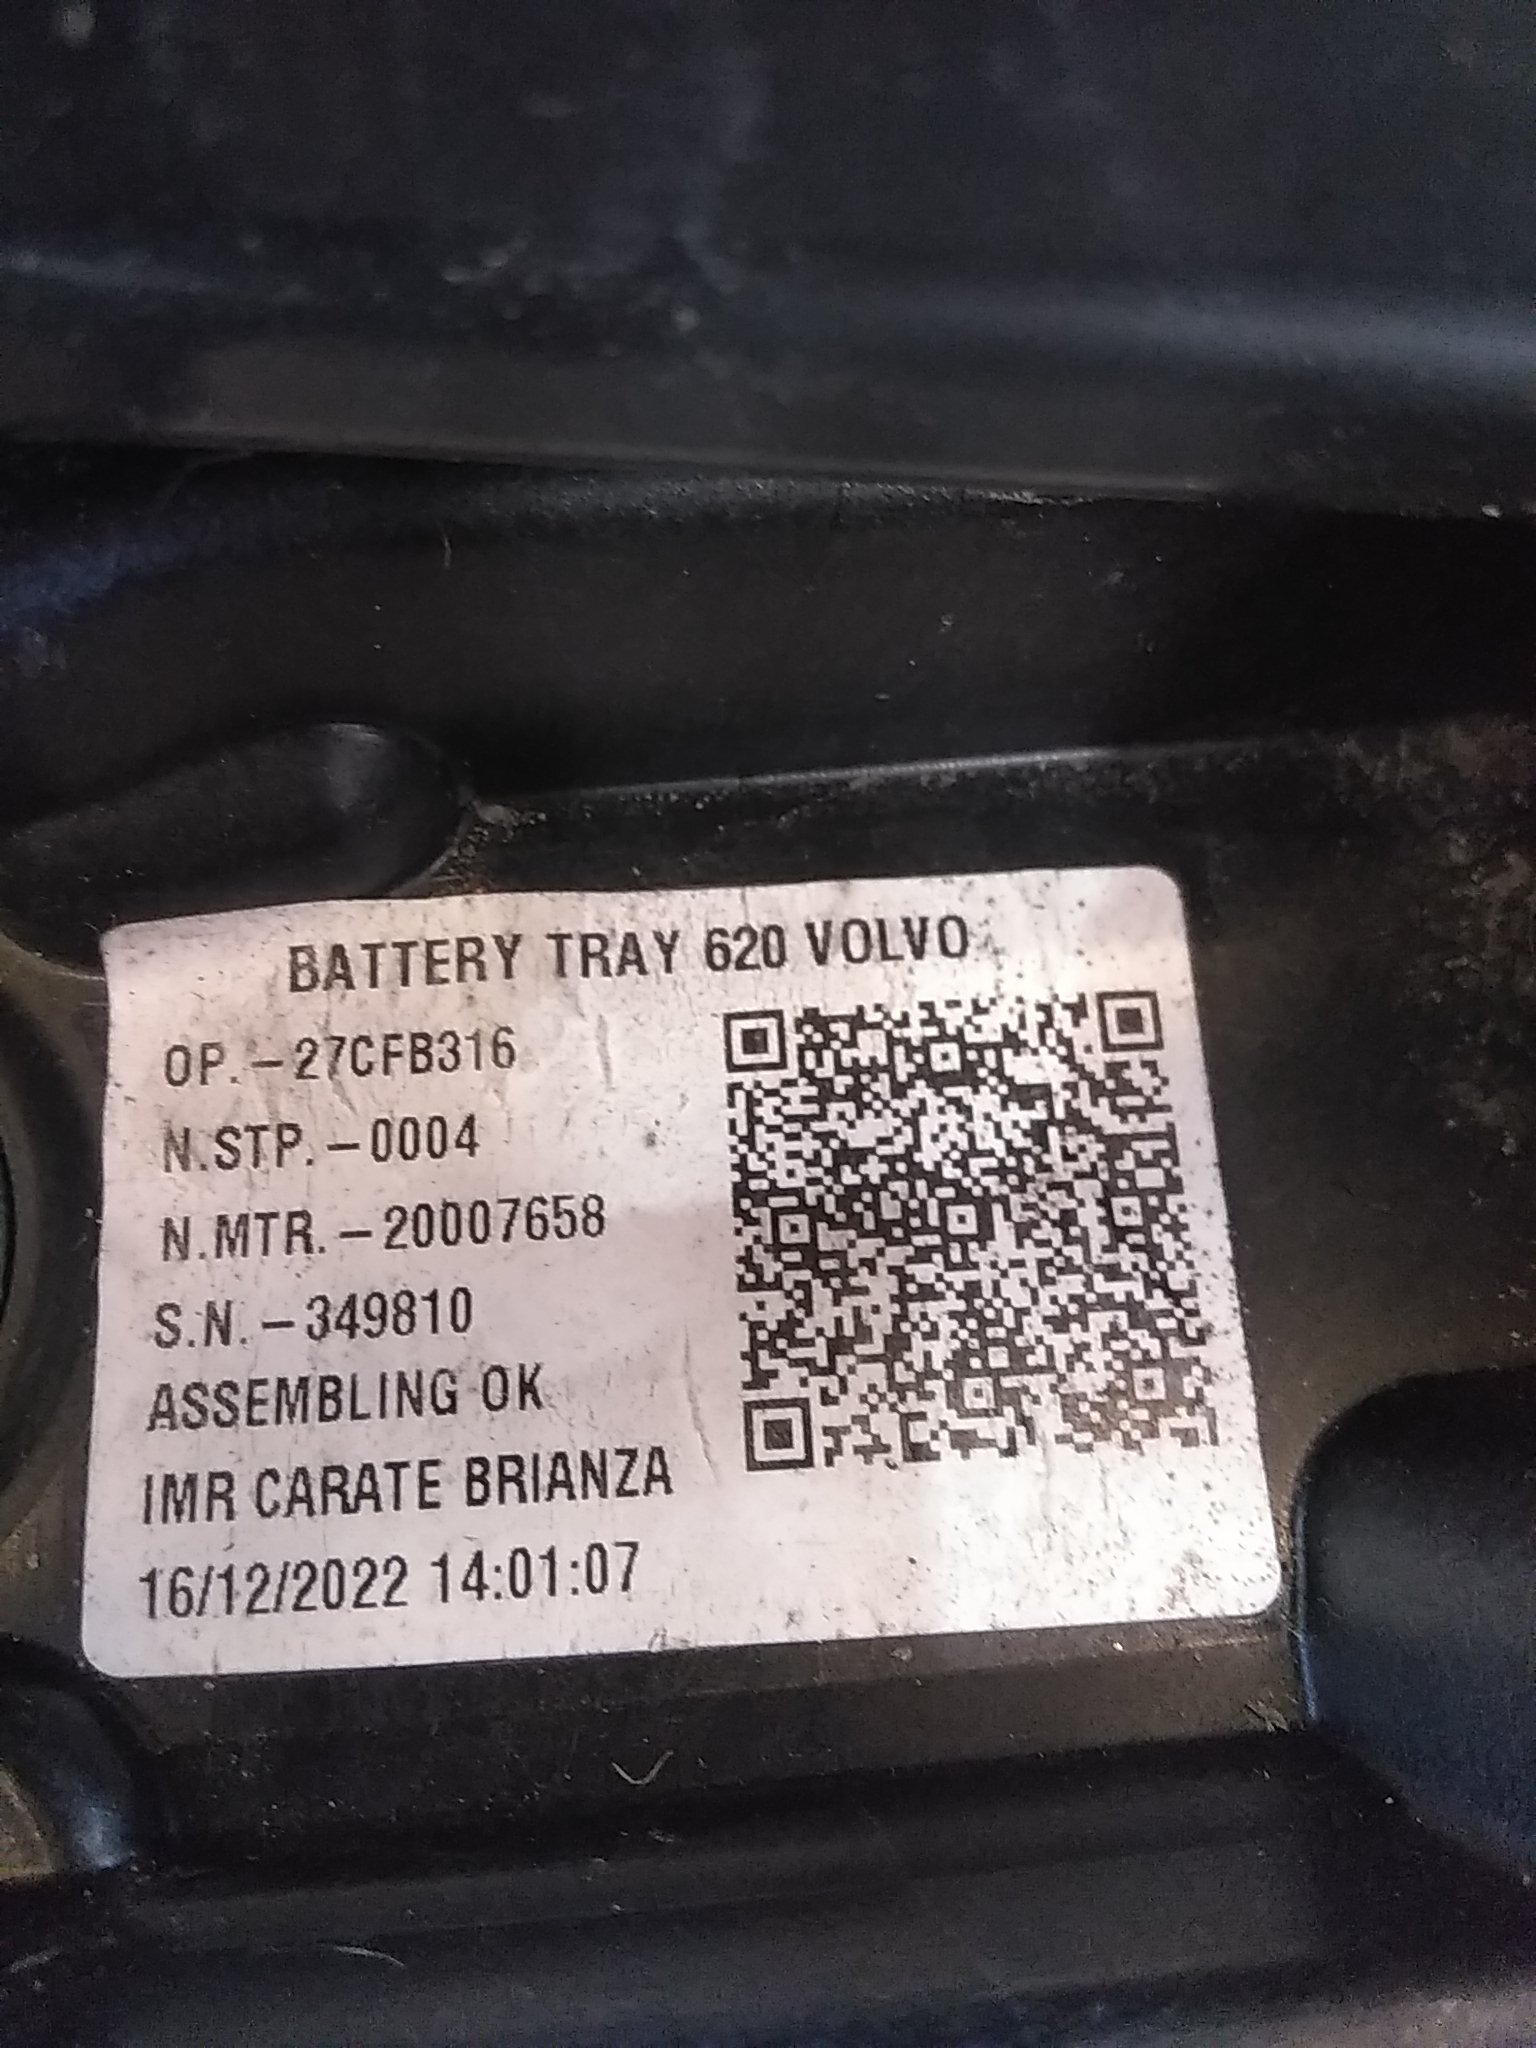 BATTERY TRAY 620 VOLVO
OP.-27CFB316
N.STP.-0004
N.MTR.-20007658
S.N.-349810
ASSEMBLING OK
IMR CARATE BRIANZA
16/12/2022 14:01:07